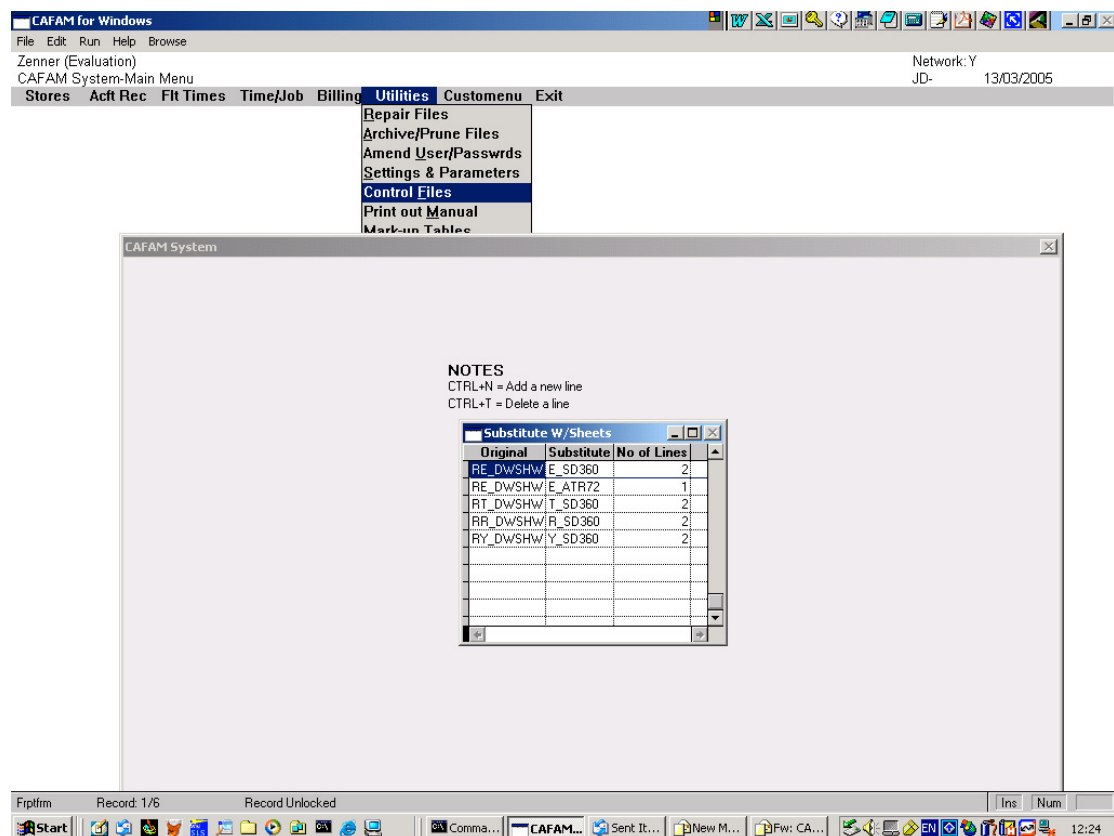 CAFAM for Windows
File Edit Run Help Browse
Zenner (Evaluation) Network: Y
CAFAM System-Main Menu JD- 13/03/2005
Stores Acft Rec Flt Times Time/Job Billing Utilities Customenu Exit
Repair Files
Archive/Prune Files
Amend User/Passwrds
Settings & Parameters
Control Files
Print out Manual
Mark-up Tables
CAFAM System
NOTES
CTRL+N = Add a new line
CTRL+T = Delete a line
Substitute W/Sheets
Original Substitute No of Lines
RE_DWSHW E_SD360 2
RE_DWSHW E_ATR72 1
RT_DWSHW T_SD360 2
RR_DWSHW R_SD360 2
RY_DWSHW Y_SD360 2
Frptfrm Record: 1/6 Record Unlocked Ins Num
Start Comma... CAFAM... Sent It... New M... Fw: CA... EN 12:24